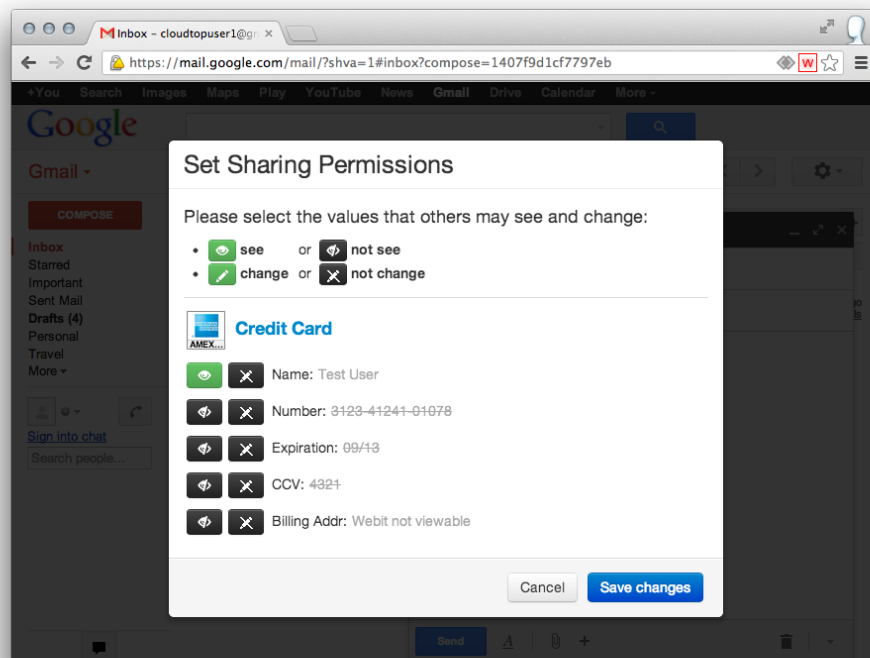 Inbox – cloudtopuser1@g
https://mail.google.com/mail/?shva=1#inbox?compose=1407f9d1cf7797eb
W
+You Search Images Maps Play YouTube News Gmail Drive Calendar More
Google
Gmail
COMPOSE
Inbox
Starred
Important
Sent Mail
Drafts (4)
Personal
Travel
More
Sign into chat
Search people...
Set Sharing Permissions
Please select the values that others may see and change:
• see or not see
• change or not change
AMEX...
Credit Card
Name: Test User
Number: 3123-41241-01078
Expiration: 09/13
CCV: 4321
Billing Addr: Webit not viewable
Cancel Save changes
Send A